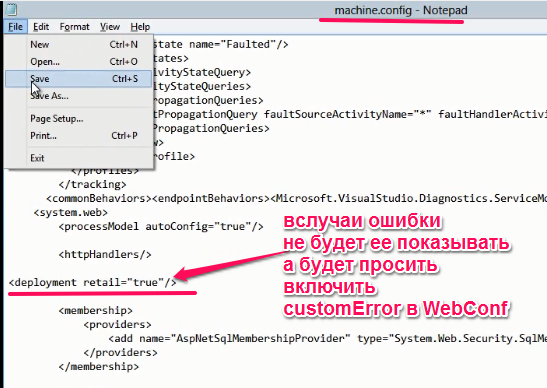 machine.config - Notepad
File Edit Format View Help
New Ctrl+N
Open... Ctrl+O
Save Ctrl+S
Save As...
Page Setup...
Print... Ctrl+P
Exit
state name="Faulted"/>
tates>
ivityStateQuery>
vityStateQueries>
PropagationQueries>
tPropagationQuery faultSourceActivityName="*" faultHandlerActivi
PropagationQueries>
w>
rofile>
</profiles>
</tracking>
<commonBehaviors><endpointBehaviors><Microsoft.VisualStudio.Diagnostics.ServiceMo
<system.web>
<processModel autoConfig="true"/>
<httpHandlers/>
<deployment retail="true"/>
<membership>
<providers>
<add name="AspNetSqlMembershipProvider" type="System.Web.Security.SqlMe
</providers>
</membership>
вслучаи ошибки
не будет ее показывать
а будет просить
включить
customError в WebConf